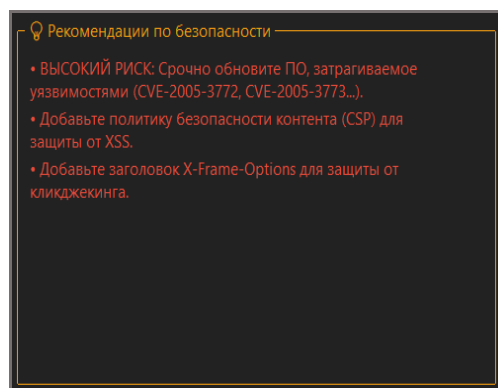 Рекомендации по безопасности
• ВЫСОКИЙ РИСК: Срочно обновите ПО, затрагиваемое
уязвимостями (CVE-2005-3772, CVE-2005-3773...).
• Добавьте политику безопасности контента (CSP) для
защиты от XSS.
• Добавьте заголовок X-Frame-Options для защиты от
кликджекинга.